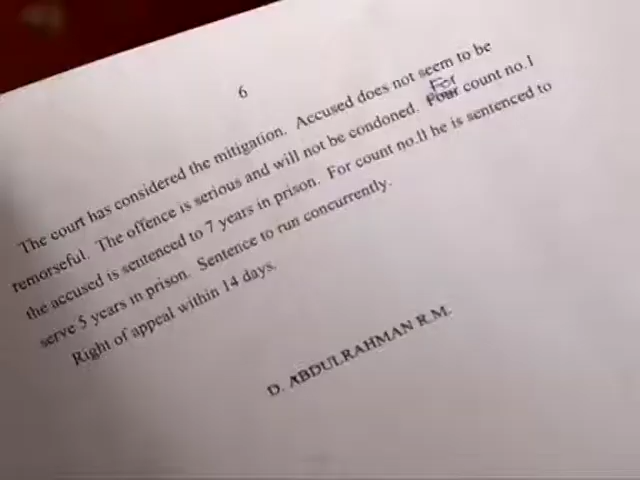 6
The court has considered the mitigation. Accused does not seem to be
remorseful. The offence is serious and will not be condoned. For Four count no.I
the accused is sentenced to 7 years in prison. For count no.II he is sentenced to
serve 5 years in prison. Sentence to run concurrently.
Right of appeal within 14 days.
D. ABDULRAHMAN R.M.